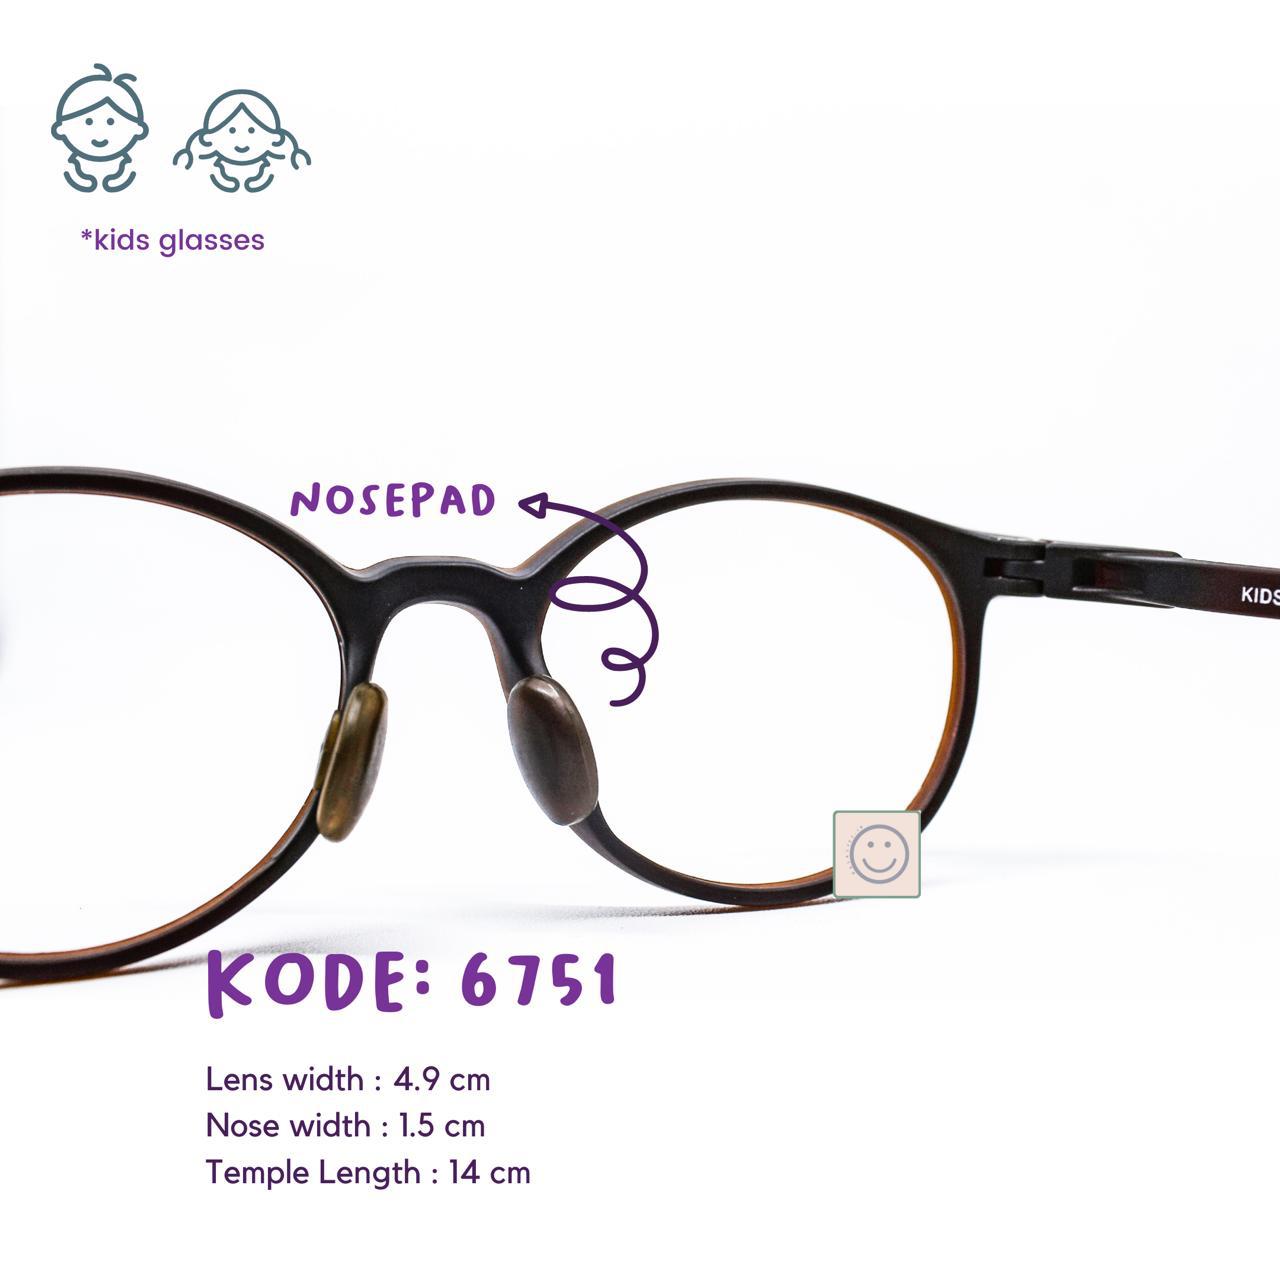 *kids glasses
NOSEPAD
KIDS
KODE: 6751
Lens width : 4.9 cm
Nose width : 1.5 cm
Temple Length : 14 cm